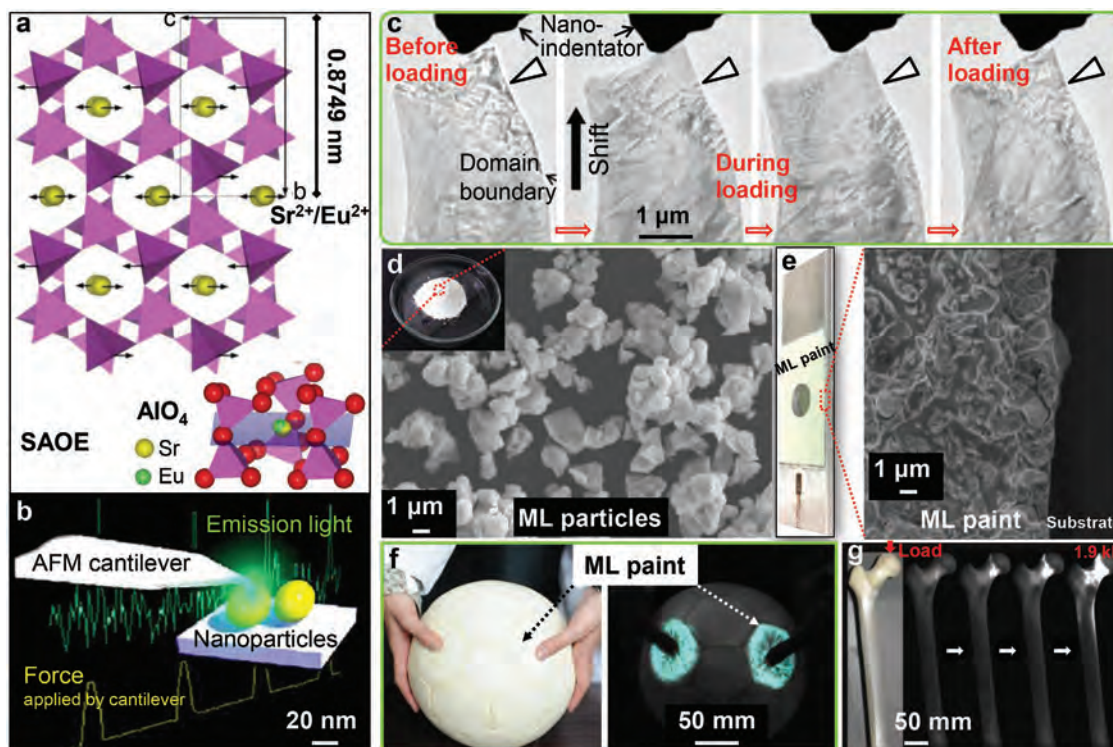 a
c
0.8749 nm
b
Sr²⁺/Eu²⁺
AlO₄
SAOE
Sr
Eu
b
Emission light
AFM cantilever
Nanoparticles
Force
applied by cantilever
20 nm
c
Before
loading
Nano-
indentator
Domain
boundary
Shift
1 µm
During
loading
After
loading
d
1 µm
ML particles
e
ML paint
1 µm
ML paint
Substrat
f
ML paint
50 mm
g
Load
1.9 k
50 mm